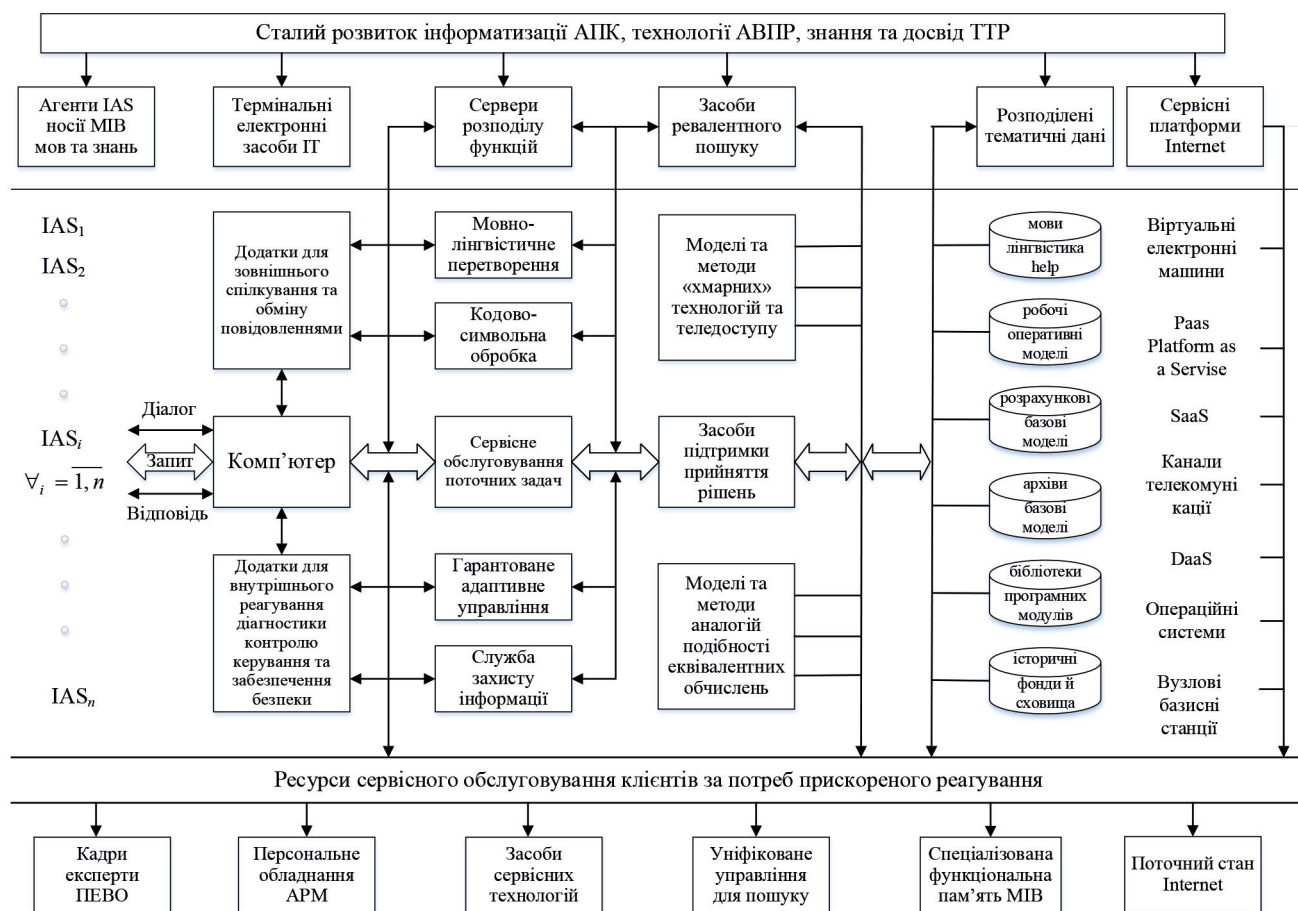 Сталий розвиток інформатизації АПК, технології АВПР, знання та досвід ТТР
Агенти IAS
носії МІВ
мов та знань
Термінальні
електронні
засоби ІТ
Сервери
розподілу
функцій
Засоби
ревалентного
пошуку
Розподілені
тематичні дані
Сервісні
платформи
Internet
IAS1
IAS2
IASi
∀i = 1, n
IASn
Діалог
Запит
Відповідь
Додатки для
зовнішнього
спілкування та
обміну
повідовленнями
Комп’ютер
Додатки для
внутрішнього
реагування
діагностики
контролю
керування та
забезпечення
безпеки
Мовно-
лінгвістичне
перетворення
Кодово-
символьна
обробка
Сервісне
обслуговування
поточних задач
Гарантоване
адаптивне
управління
Служба
захисту
інформації
Моделі та
методи
«хмарних»
технологій та
теледоступу
Засоби
підтримки
прийняття
рішень
Моделі та
методи
аналогій
подібності
еквівалентних
обчислень
мови
лінгвістика
help
робочі
оперативні
моделі
розрахункові
базові
моделі
архіви
базові
моделі
бібліотеки
програмних
модулів
історичні
фонди й
сховища
Віртуальні
електронні
машини
Paas
Platform as
a Servise
SaaS
Канали
телекомуні
кації
DaaS
Операційні
системи
Вузлові
базисні
станції
Ресурси сервісного обслуговування клієнтів за потреб прискореного реагування
Кадри
експерти
ПЕВО
Персональне
обладнання
АРМ
Засоби
сервісних
технологій
Уніфіковане
управління
для пошуку
Спеціалізована
функціональна
пам’ять МІВ
Поточний стан
Internet